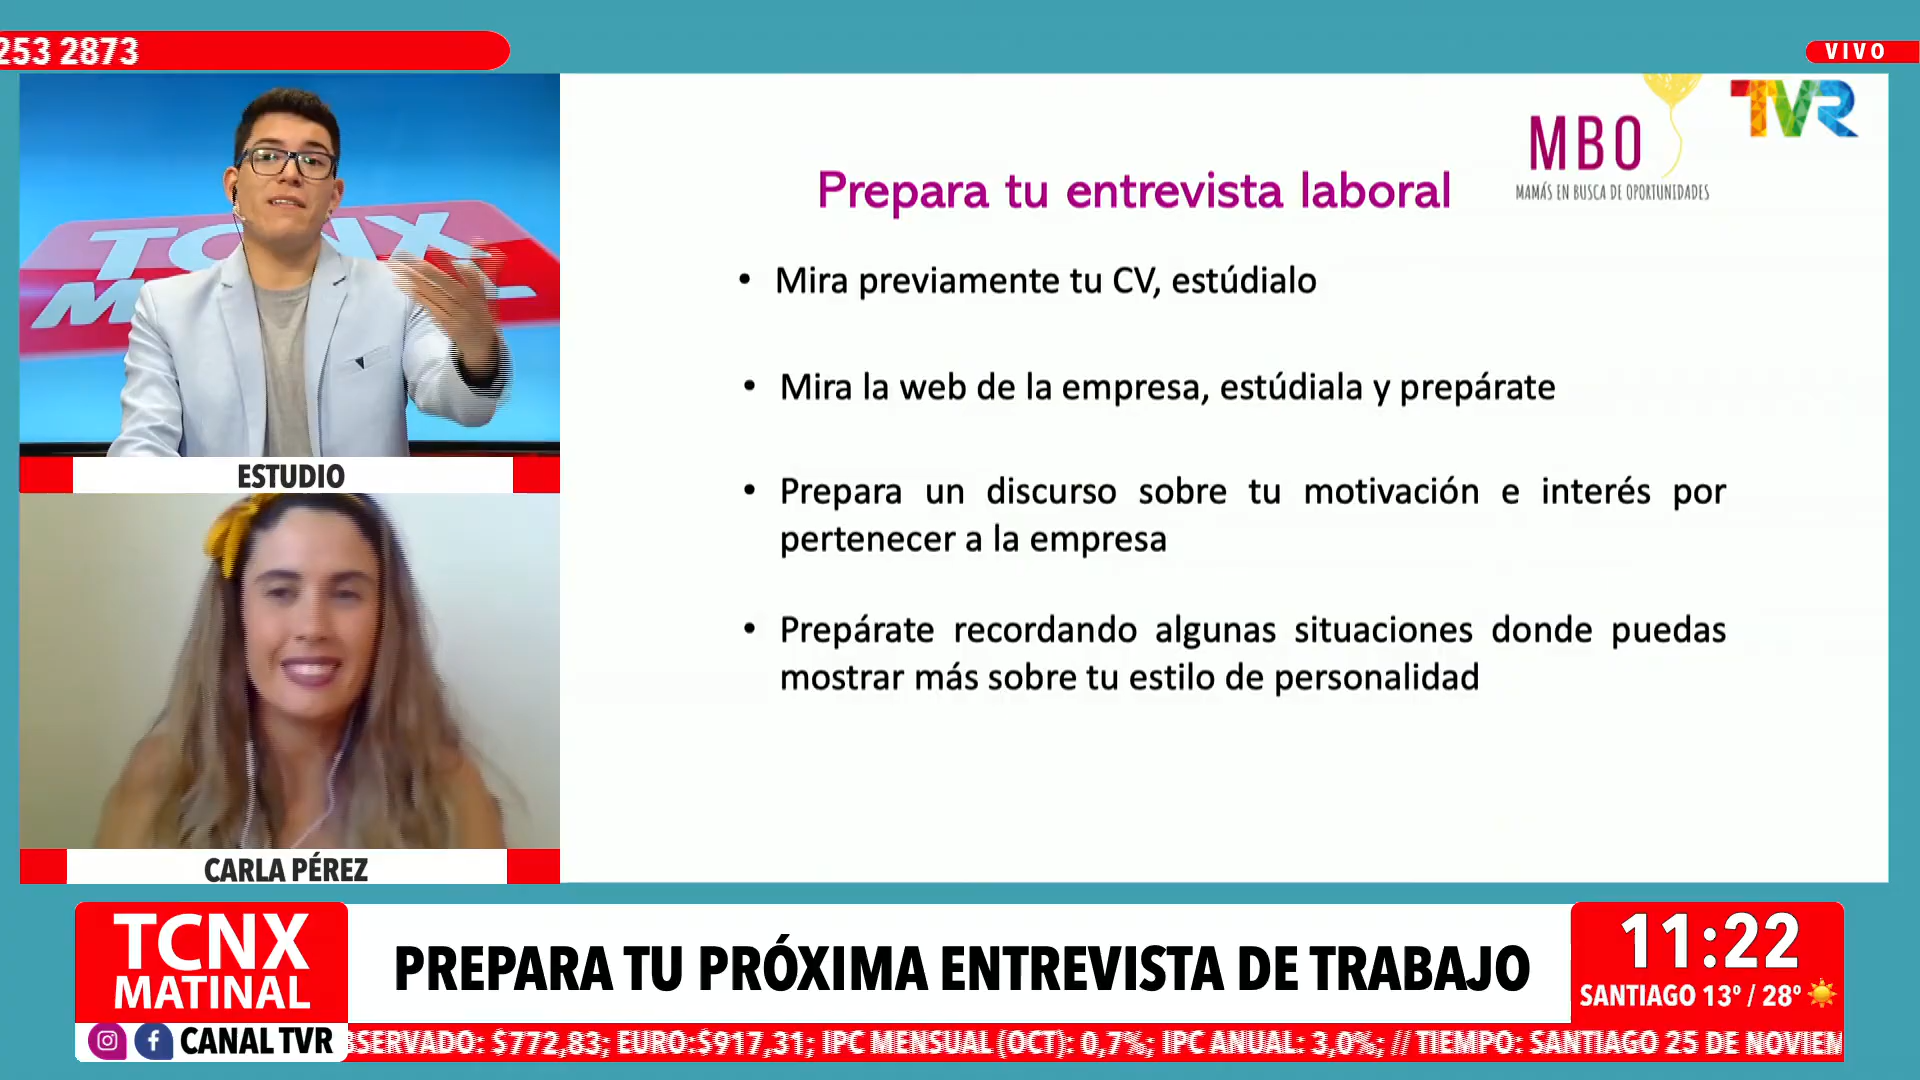 253 2873
VIVO
TVR
MBO
MAMÁS EN BUSCA DE OPORTUNIDADES
Prepara tu entrevista laboral
• Mira previamente tu CV, estúdialo
• Mira la web de la empresa, estúdiala y prepárate
• Prepara un discurso sobre tu motivación e interés por
pertenecer a la empresa
• Prepárate recordando algunas situaciones donde puedas
mostrar más sobre tu estilo de personalidad
TCNX
ESTUDIO
CARLA PÉREZ
TCNX
MATINAL
PREPARA TU PRÓXIMA ENTREVISTA DE TRABAJO
11:22
SANTIAGO 13º / 28º
CANAL TVR
SERVADO: $772,83; EURO:$917,31; IPC MENSUAL (OCT): 0,7%; IPC ANUAL: 3,0%; // TIEMPO: SANTIAGO 25 DE NOVIEM